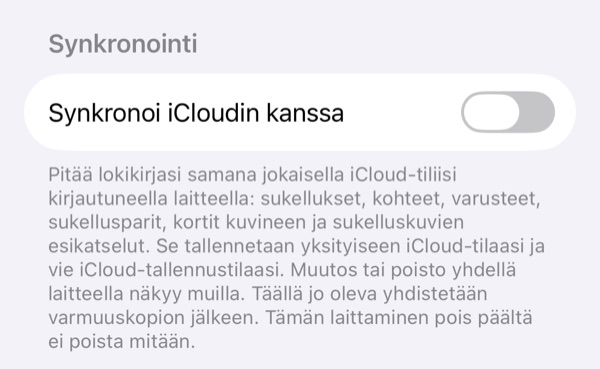 Synkronointi
Synkronoi iCloudin kanssa
Pitää lokikirjasi samana jokaisella iCloud-tiliisi
kirjautuneella laitteella: sukellukset, kohteet, varusteet,
sukellusparit, kortit kuvineen ja sukelluskuvien
esikatselut. Se tallennetaan yksityiseen iCloud-tilaasi ja
vie iCloud-tallennustilaasi. Muutos tai poisto yhdellä
laitteella näkyy muilla. Täällä jo oleva yhdistetään
varmuuskopion jälkeen. Tämän laittaminen pois päältä
ei poista mitään.